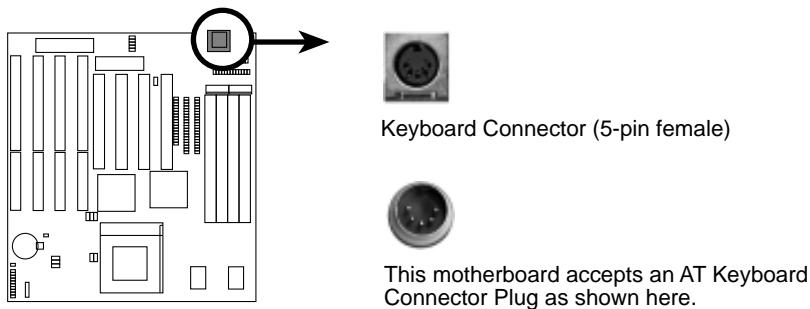 Keyboard Connector (5-pin female)
This motherboard accepts an AT Keyboard
Connector Plug as shown here.